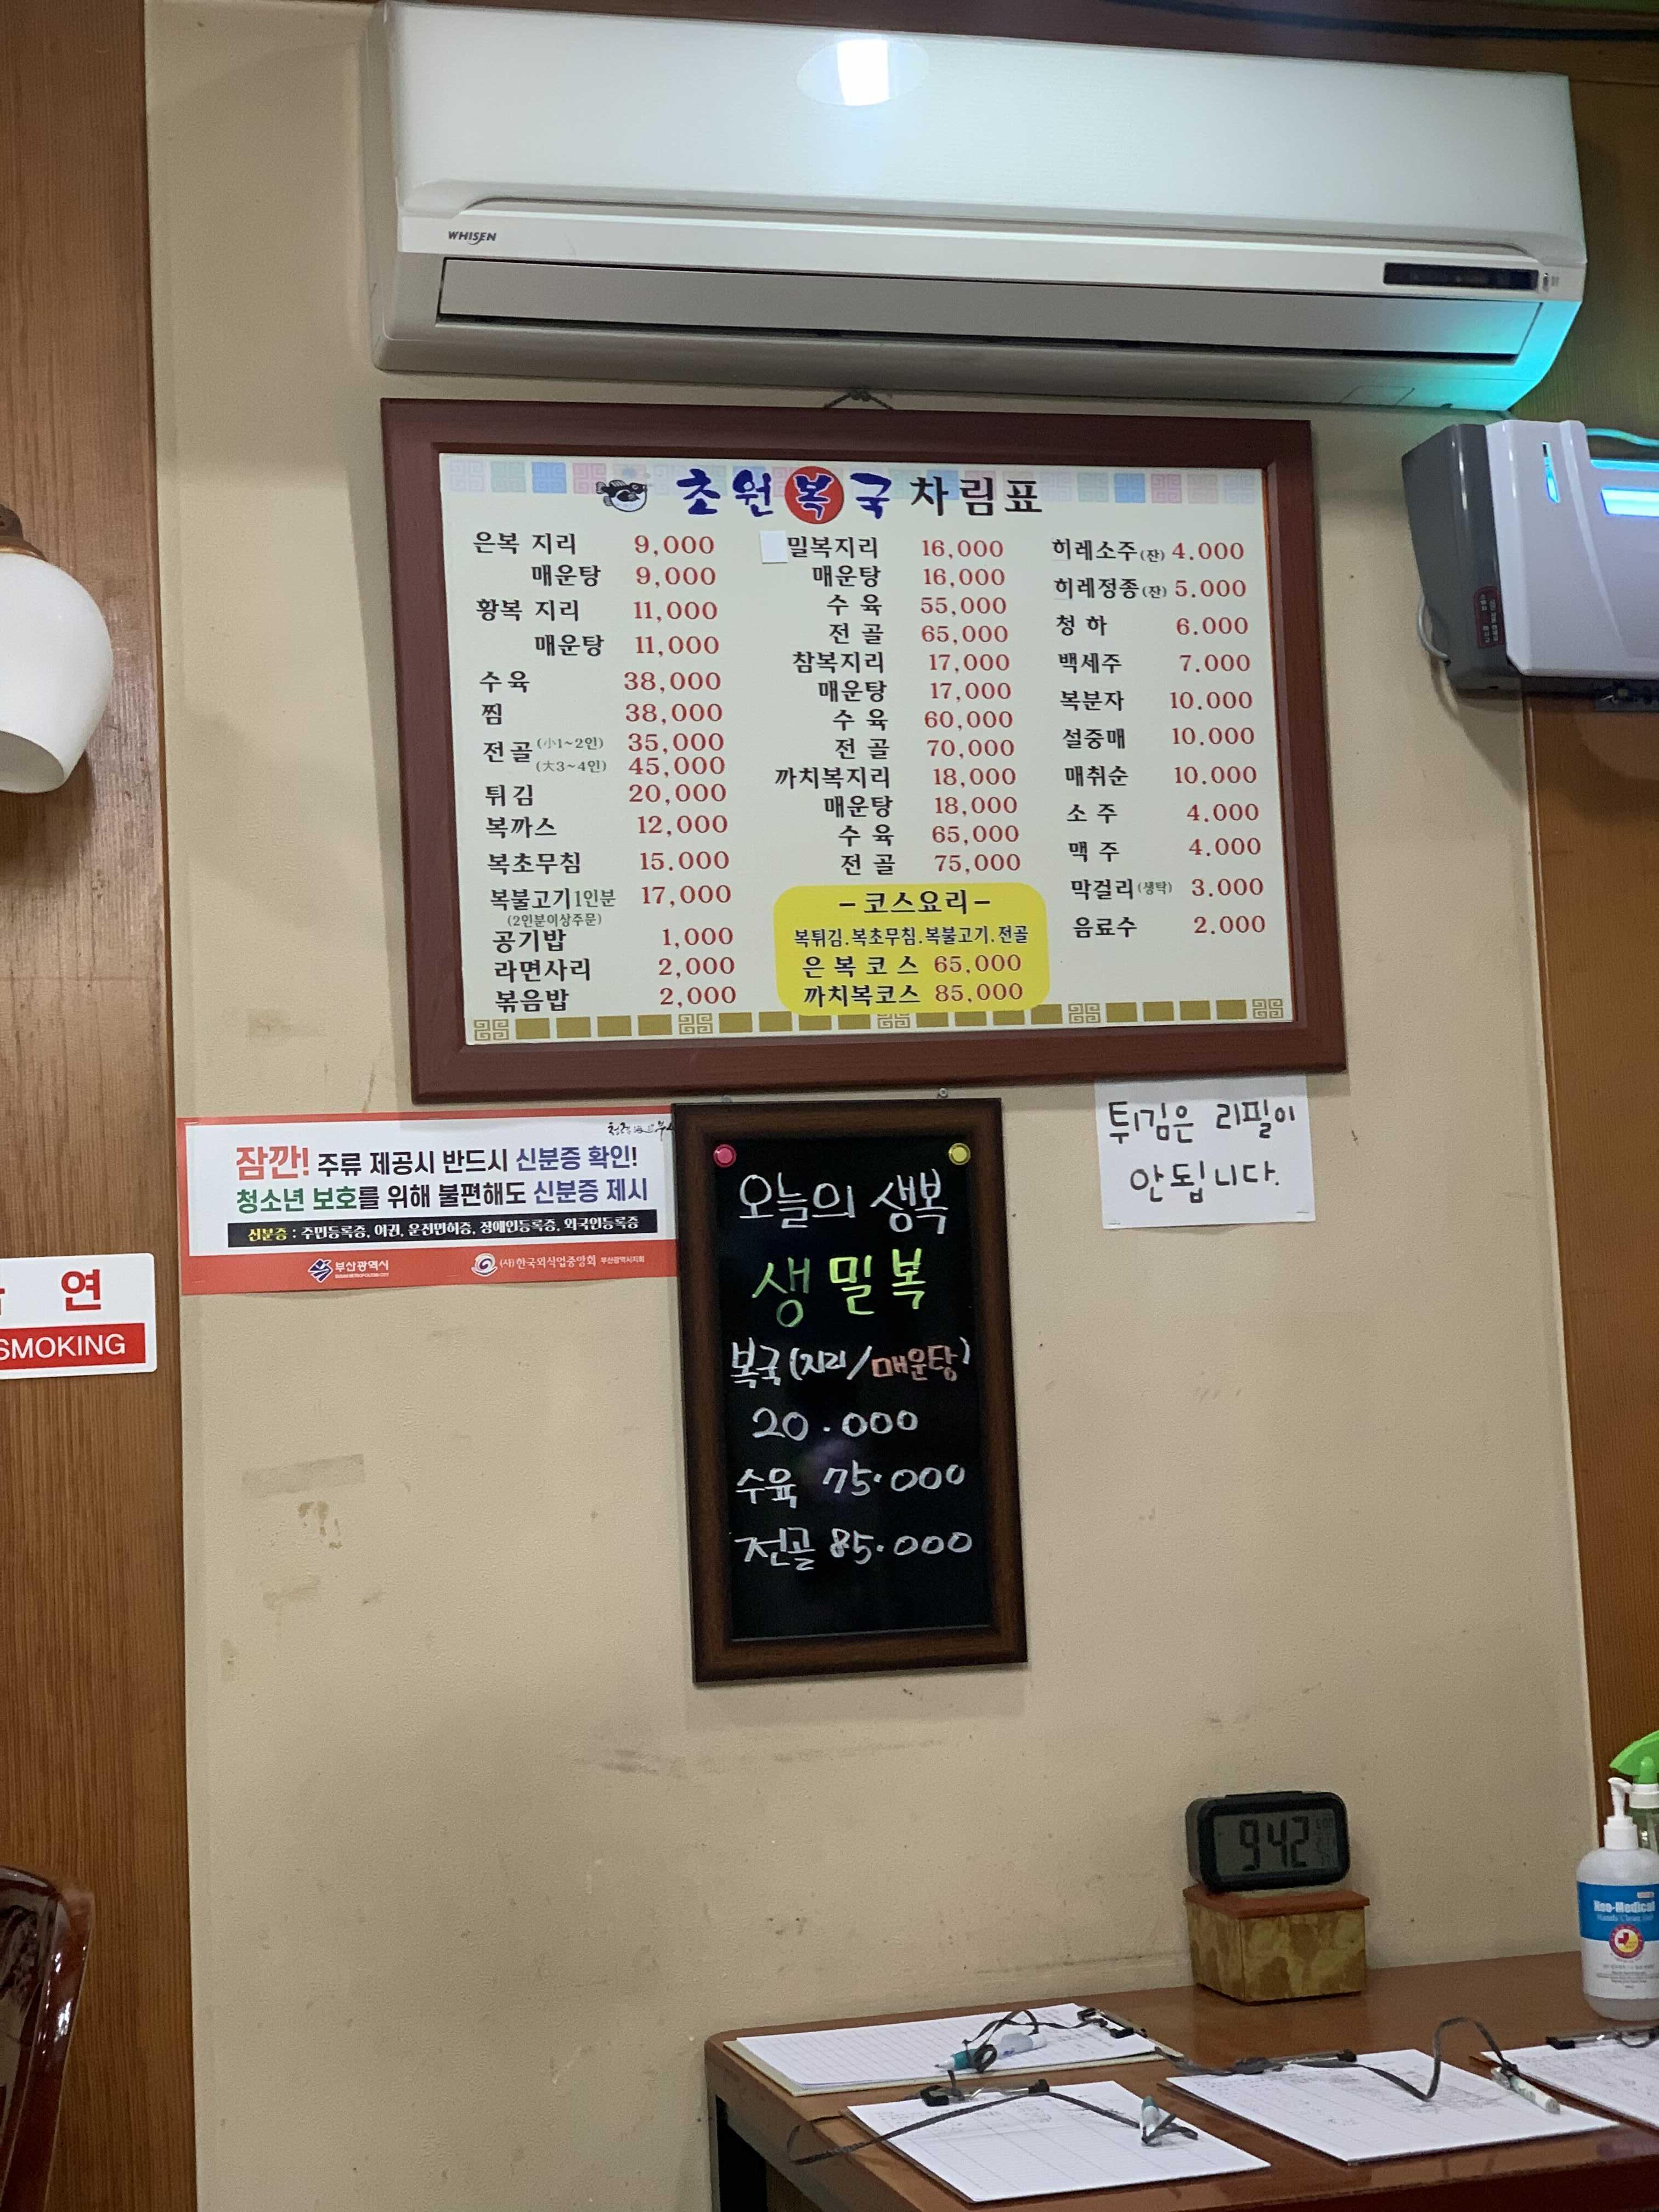 WHISEN
초원복국 차림표
은복 지리 9,000
매운탕 9,000
황복 지리 11,000
매운탕 11,000
수육 38,000
찜 38,000
전골 (小1~2인) 35,000
(大3~4인) 45,000
튀김 20,000
복까스 12,000
복초무침 15.000
복불고기1인분 17,000
(2인분이상주문)
공기밥 1,000
라면사리 2,000
볶음밥 2,000
밀복지리 16,000
매운탕 16,000
수육 55,000
전골 65,000
참복지리 17,000
매운탕 17,000
수육 60,000
전골 70,000
까치복지리 18,000
매운탕 18,000
수육 65,000
전골 75,000
-코스요리-
복튀김.복초무침.복불고기.전골
은복코스 65,000
까치복코스 85,000
히레소주(잔) 4.000
히레정종(잔) 5.000
청하 6.000
백세주 7.000
복분자 10.000
설중매 10.000
매취순 10.000
소주 4.000
맥주 4.000
막걸리(생탁) 3.000
음료수 2.000
튀김은 리필이
안됩니다.
잠깐! 주류 제공시 반드시 신분증 확인!
청소년 보호를 위해 불편해도 신분증 제시
신분증 : 주민등록증, 여권, 운전면허증, 장애인등록증, 외국인등록증
부산광역시
(사)한국외식업중앙회 부산광역시지회
오늘의 생복
생밀복
복국(지리/매운탕)
20.000
수육 75.000
전골 85.000
연
SMOKING
9:42
Neo-Medical